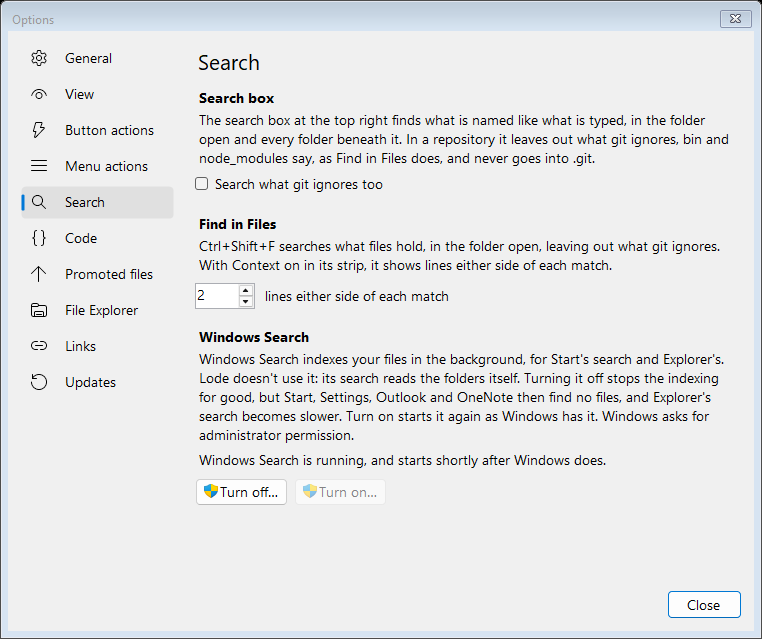 Options
General
View
Button actions
Menu actions
Search
Code
Promoted files
File Explorer
Links
Updates
Search
Search box
The search box at the top right finds what is named like what is typed, in the folder
open and every folder beneath it. In a repository it leaves out what git ignores, bin and
node_modules say, as Find in Files does, and never goes into .git.
Search what git ignores too
Find in Files
Ctrl+Shift+F searches what files hold, in the folder open, leaving out what git ignores.
With Context on in its strip, it shows lines either side of each match.
2 lines either side of each match
Windows Search
Windows Search indexes your files in the background, for Start's search and Explorer's.
Lode doesn't use it: its search reads the folders itself. Turning it off stops the indexing
for good, but Start, Settings, Outlook and OneNote then find no files, and Explorer's
search becomes slower. Turn on starts it again as Windows has it. Windows asks for
administrator permission.
Windows Search is running, and starts shortly after Windows does.
Turn off... Turn on...
Close